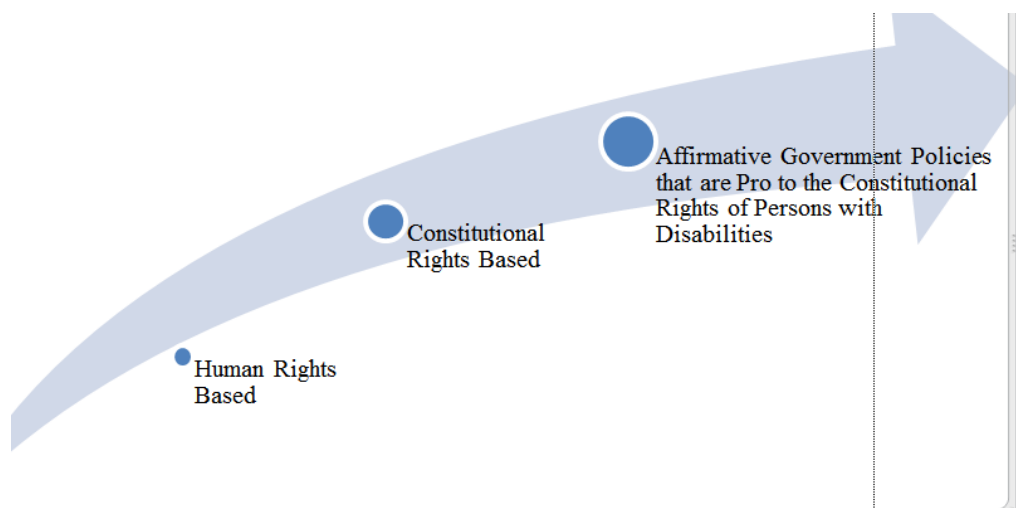 Affirmative Government Policies
that are Pro to the Constitutional
Rights of Persons with
Disabilities
Constitutional
Rights Based
Human Rights
Based